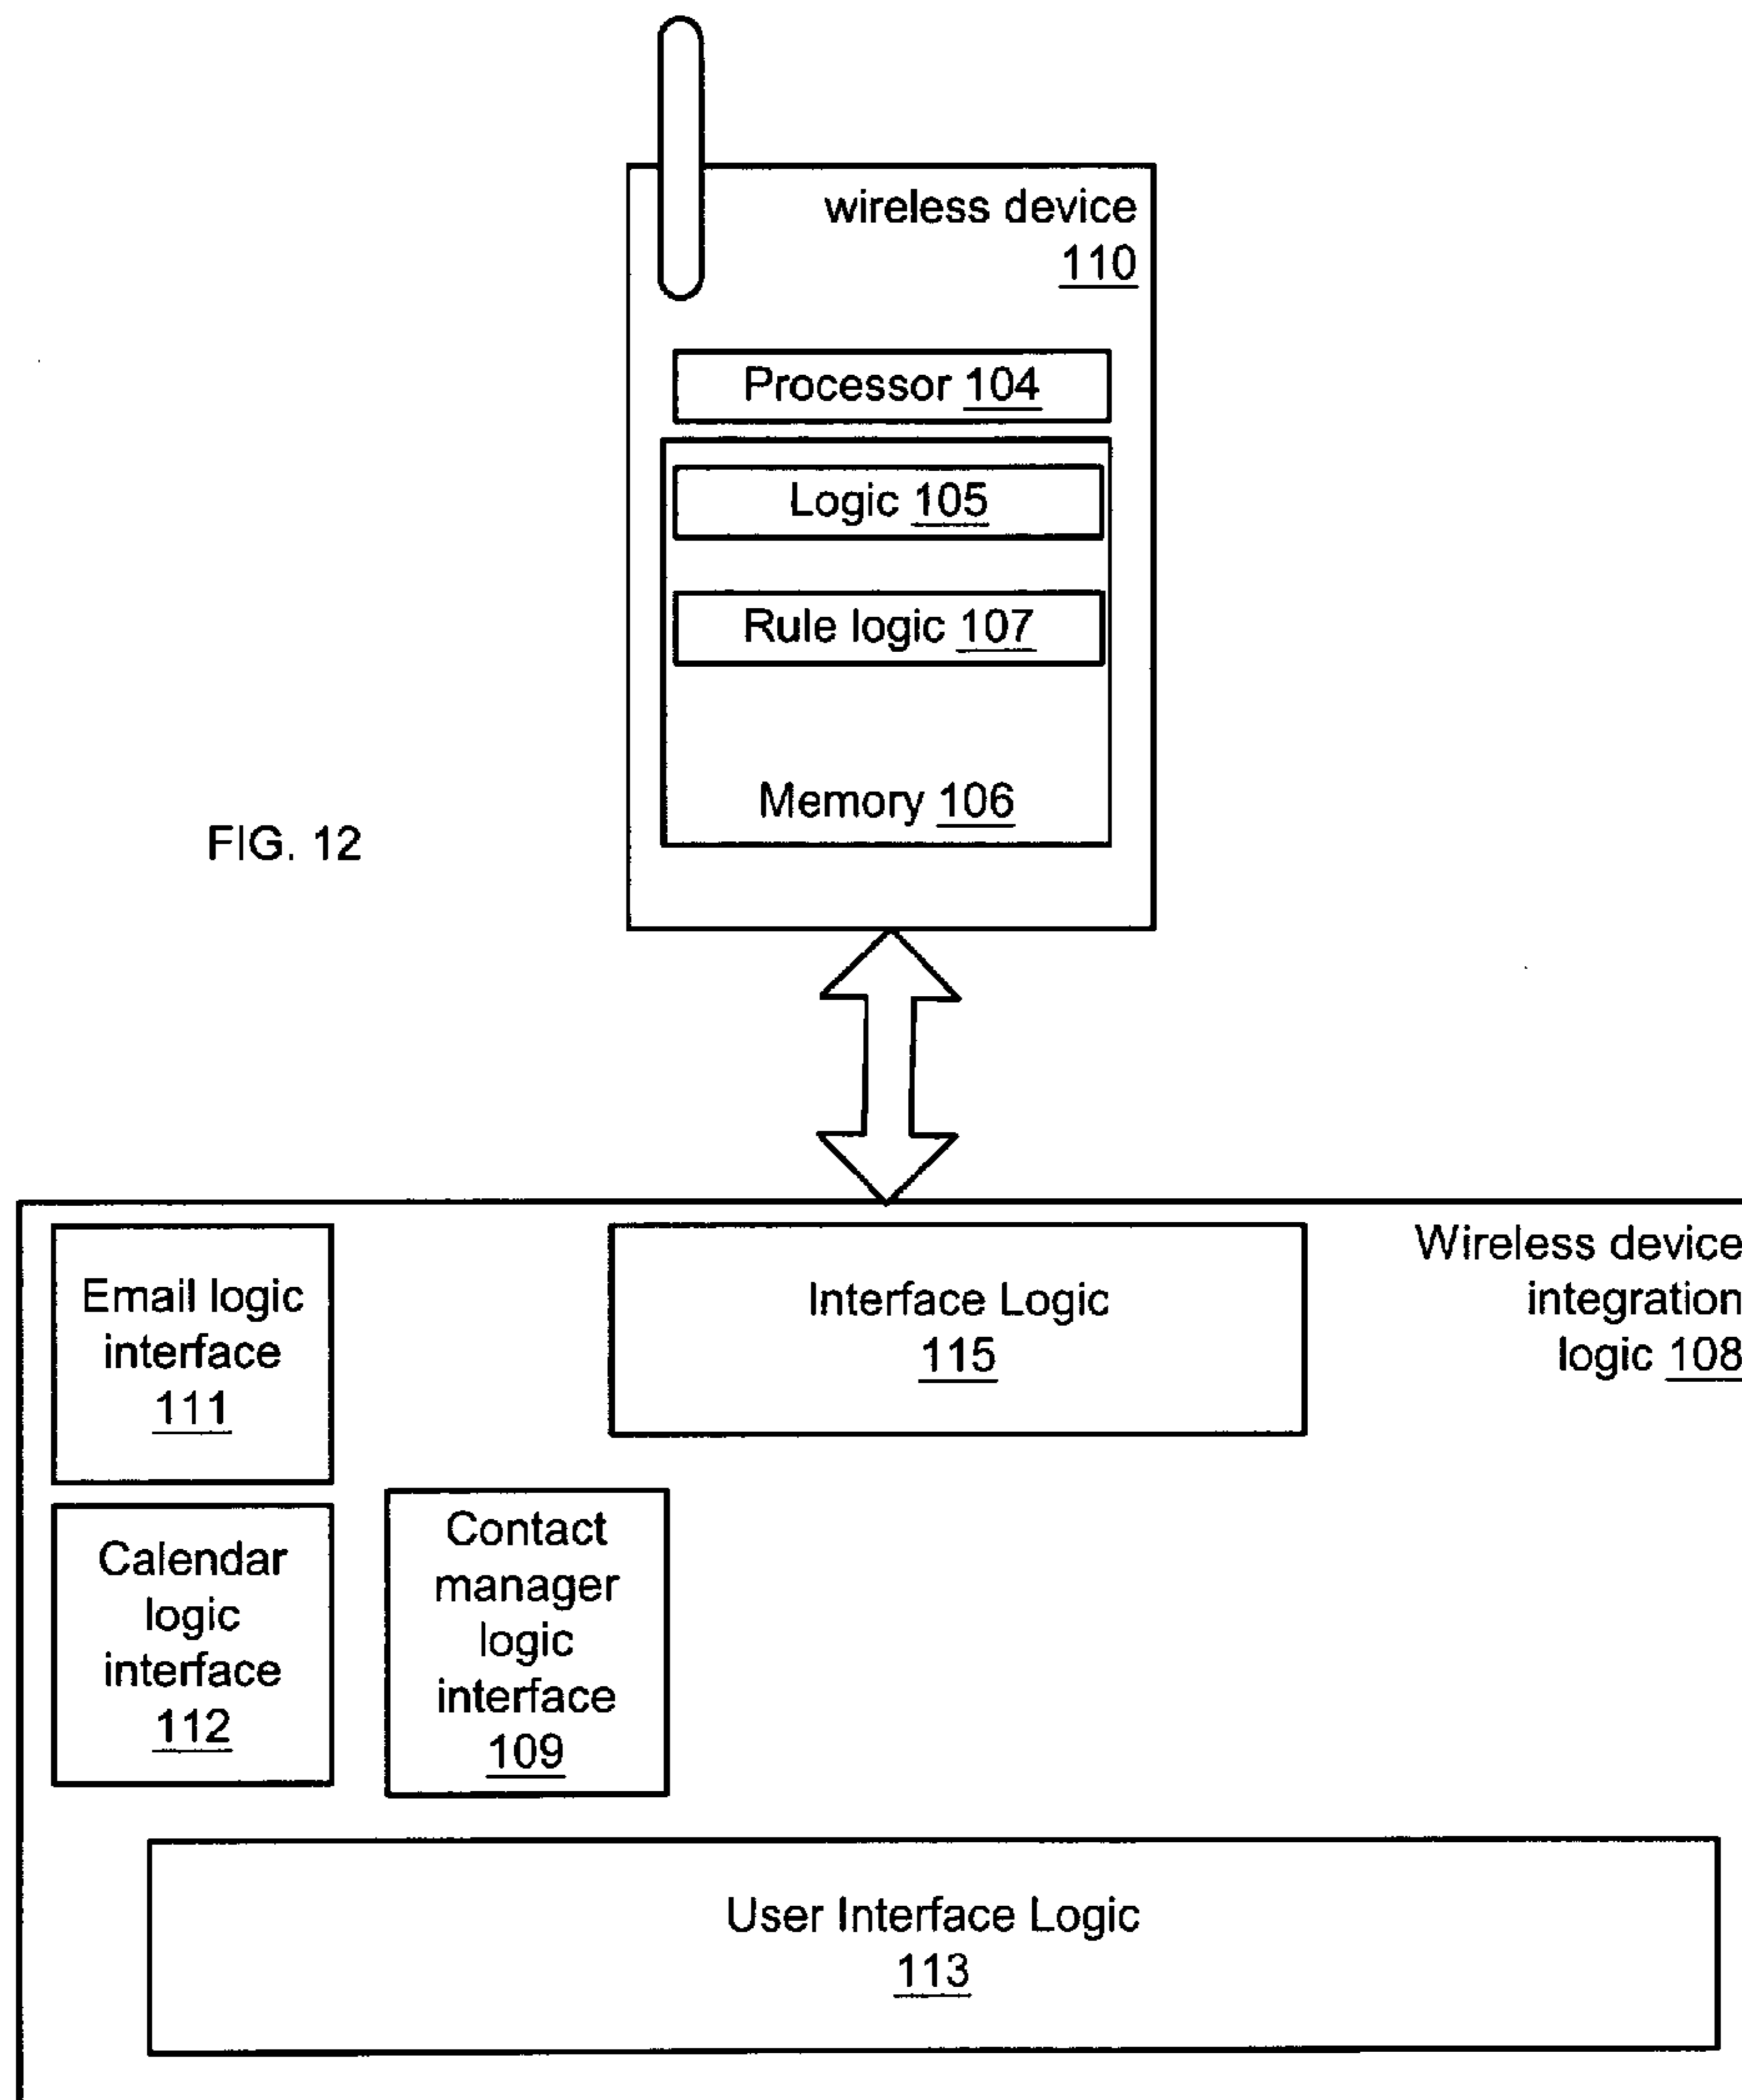 wireless device
110
Processor 104
Logic 105
Rule logic 107
Memory 106
FIG. 12
Email logic
interface
111
Interface Logic
115
Wireless device
integration
logic 108
Calendar
logic
interface
112
Contact
manager
logic
interface
109
User Interface Logic
113